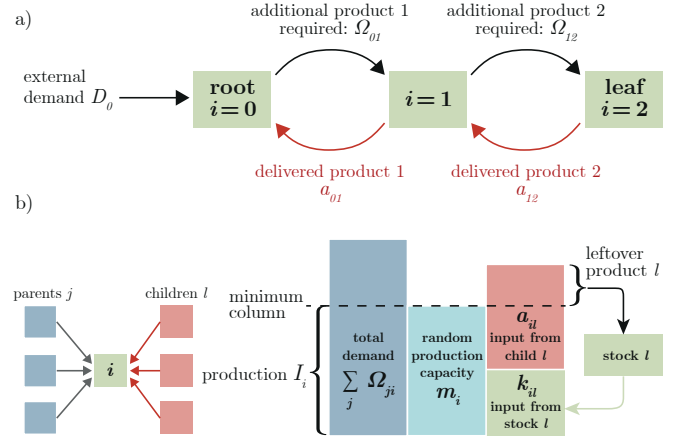 a)
additional product 1
required: Ω01
additional product 2
required: Ω12
external
demand D0
root
i=0
i=1
leaf
i=2
delivered product 1
a01
delivered product 2
a12
b)
parents j
children l
i
minimum
column
production Ii
total
demand
∑j Ωji
random
production
capacity
mi
ail
input from
child l
kil
input from
stock l
leftover
product l
stock l